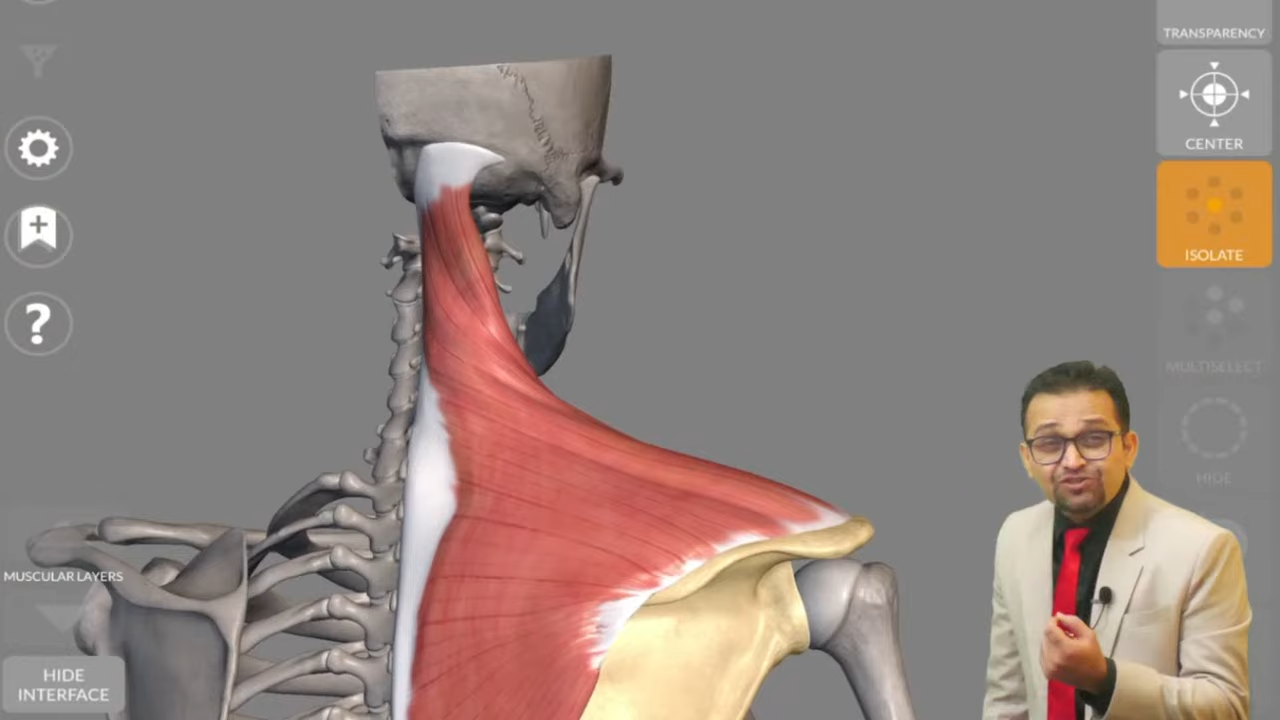 TRANSPARENCY
CENTER
ISOLATE
MULTISELECT
HIDE
MUSCULAR LAYERS
HIDE
INTERFACE